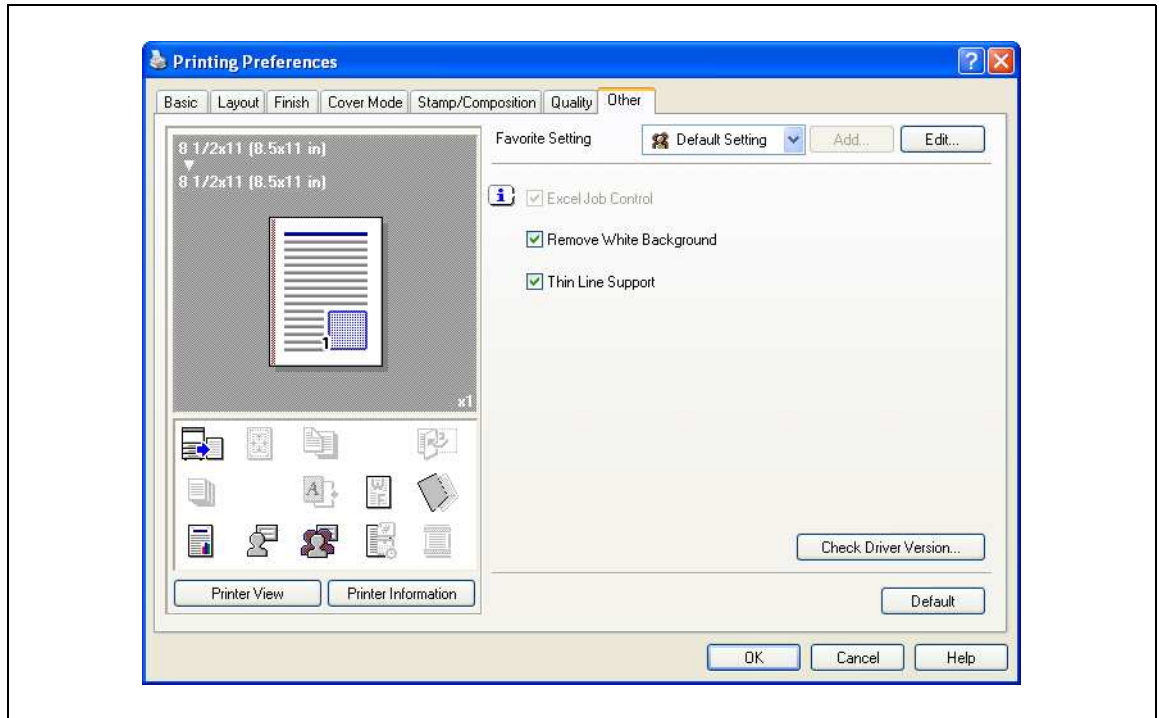 Printing Preferences
Basic Layout Finish Cover Mode Stamp/Composition Quality Other
8 1/2x11 (8.5x11 in)
8 1/2x11 (8.5x11 in)
1
x1
Printer View Printer Information
Favorite Setting Default Setting Add... Edit...
Excel Job Control
Remove White Background
Thin Line Support
Check Driver Version...
Default
OK Cancel Help